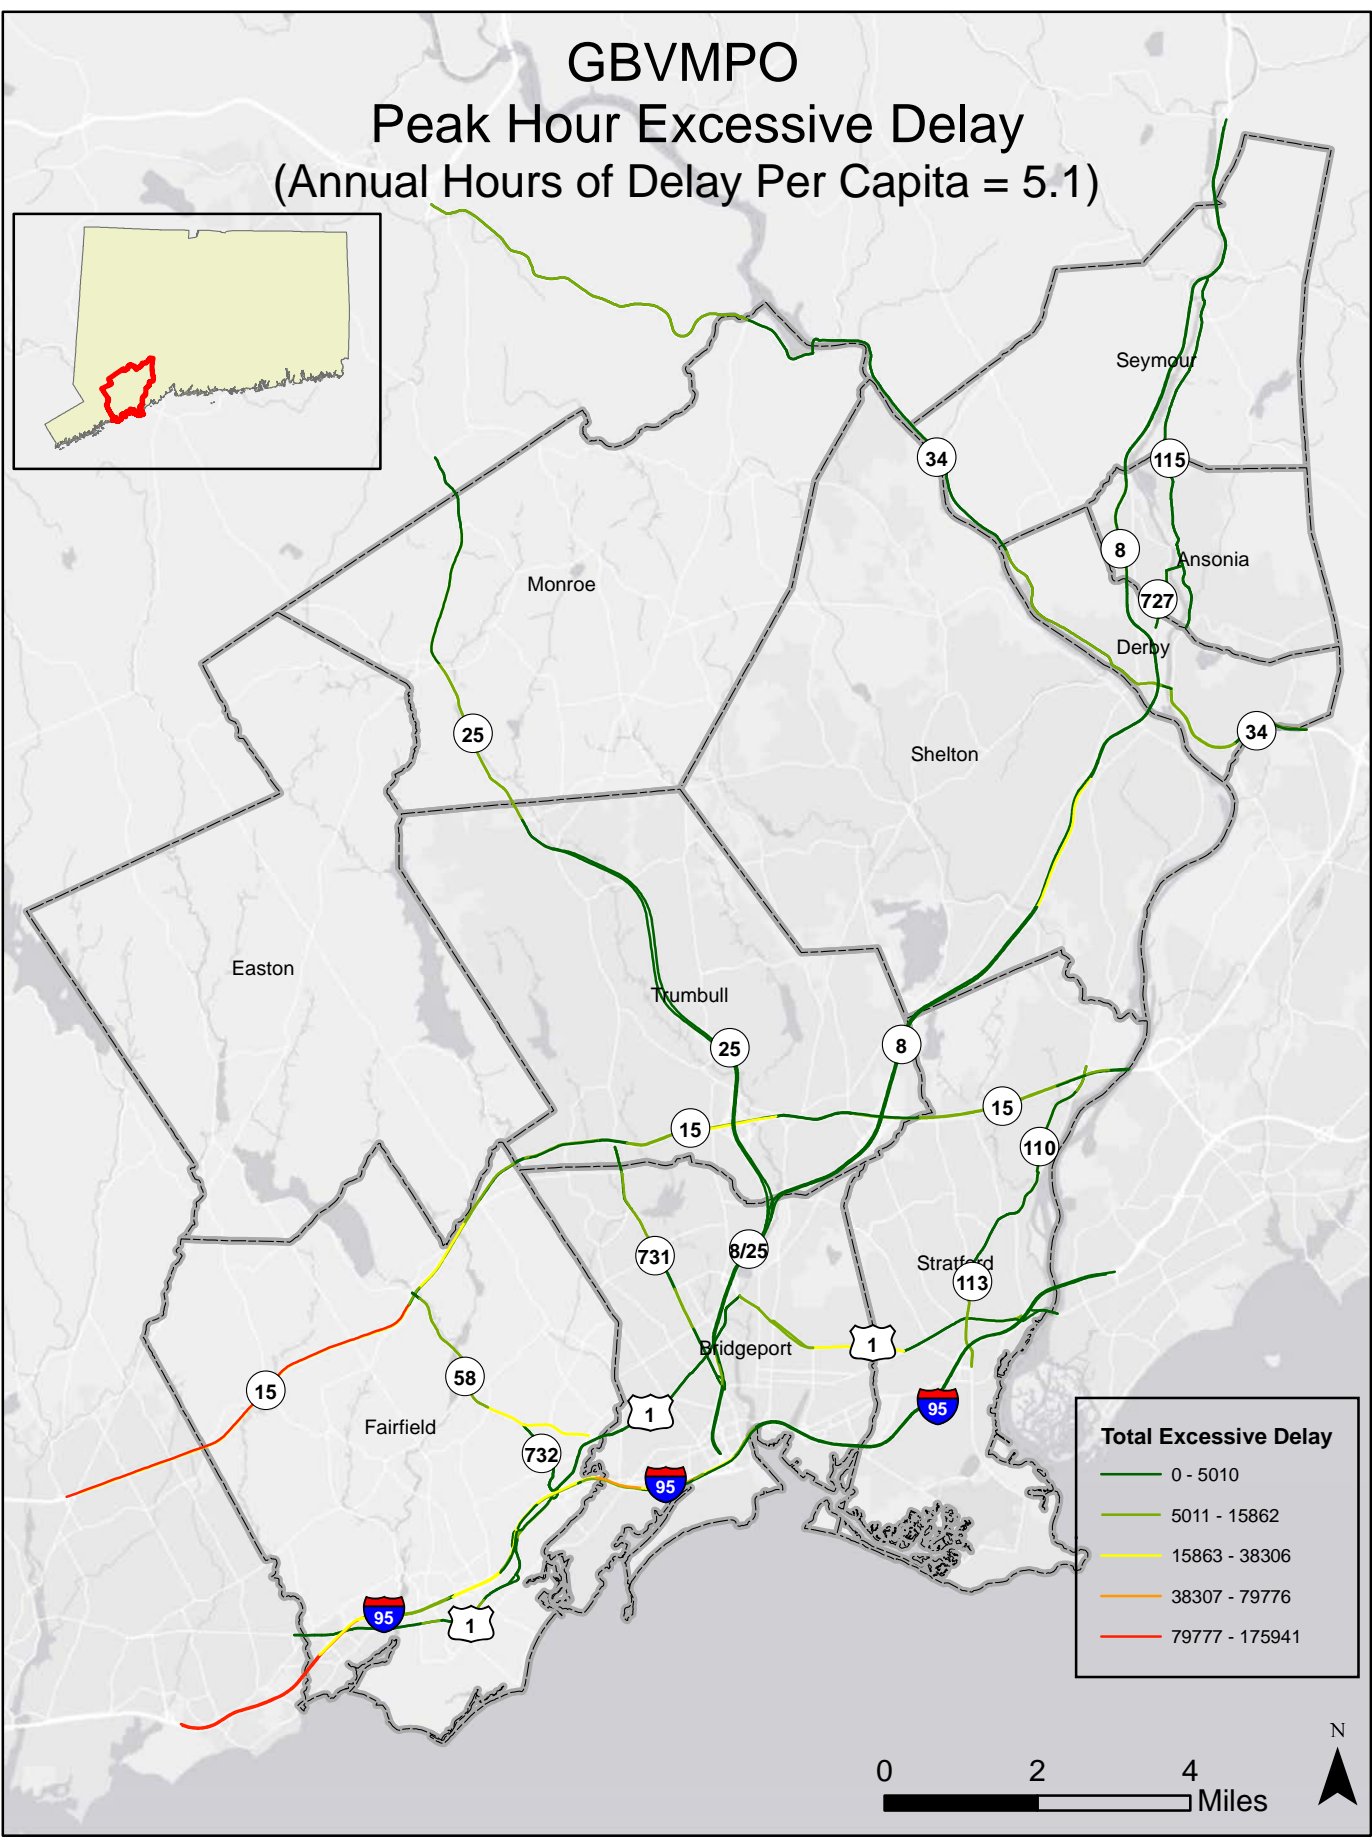 GBVMPO
Peak Hour Excessive Delay
(Annual Hours of Delay Per Capita = 5.1)
Seymour
34
115
8
Ansonia
Monroe
727
Derby
25
34
Shelton
Easton
Trumbull
25
8
15
15
110
731
8/25
Stratford
113
1
Bridgeport
58
15
1
95
Fairfield
732
95
95
1
Total Excessive Delay
0 - 5010
5011 - 15862
15863 - 38306
38307 - 79776
79777 - 175941
N
0 2 4
Miles